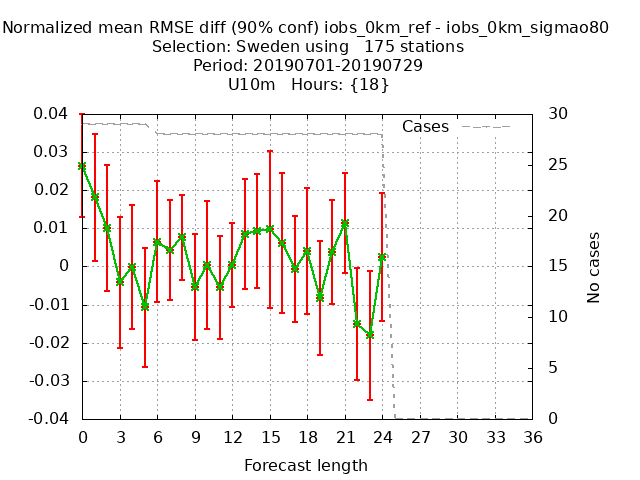 Normalized mean RMSE diff (90% conf) iobs_0km_ref - iobs_0km_sigmao80
Selection: Sweden using   175 stations
Period: 20190701-20190729
U10m   Hours: {18}
Cases
0.04
0.03
0.02
0.01
0
-0.01
-0.02
-0.03
-0.04
30
25
20
15
10
5
0
No cases
0 3 6 9 12 15 18 21 24 27 30 33 36
Forecast length